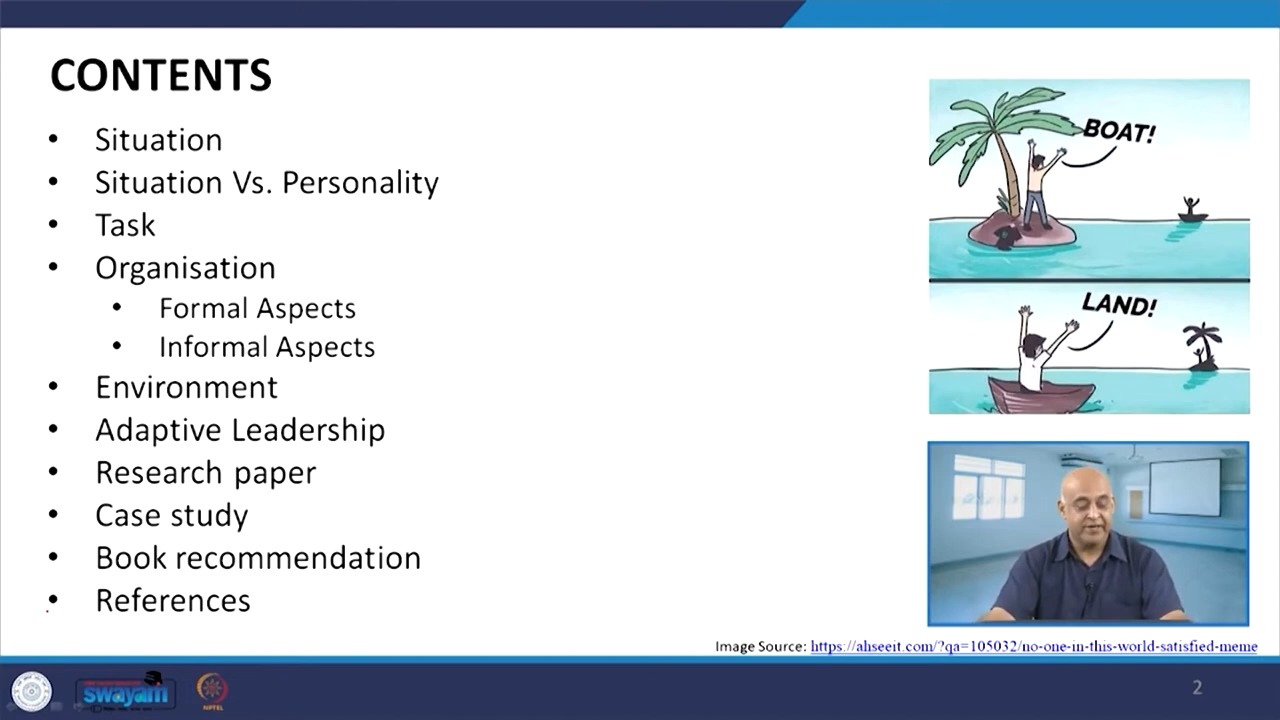 CONTENTS
• Situation
• Situation Vs. Personality
• Task
• Organisation
• Formal Aspects
• Informal Aspects
• Environment
• Adaptive Leadership
• Research paper
• Case study
• Book recommendation
• References
BOAT!
LAND!
Image Source: https://ahseeit.com/?qa=105032/no-one-in-this-world-satisfied-meme
swayam
NPTEL
2